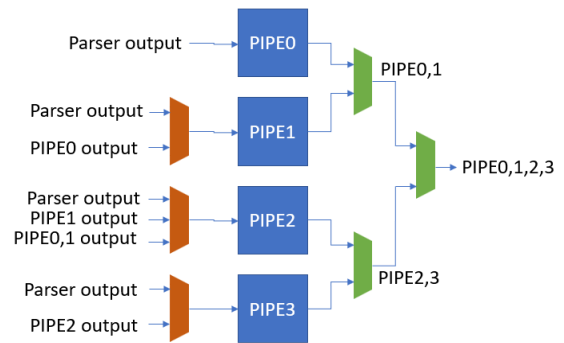 Parser output
PIPE0
PIPE0,1
Parser output
PIPE0 output
PIPE1
PIPE0,1,2,3
Parser output
PIPE1 output
PIPE0,1 output
PIPE2
PIPE2,3
Parser output
PIPE2 output
PIPE3